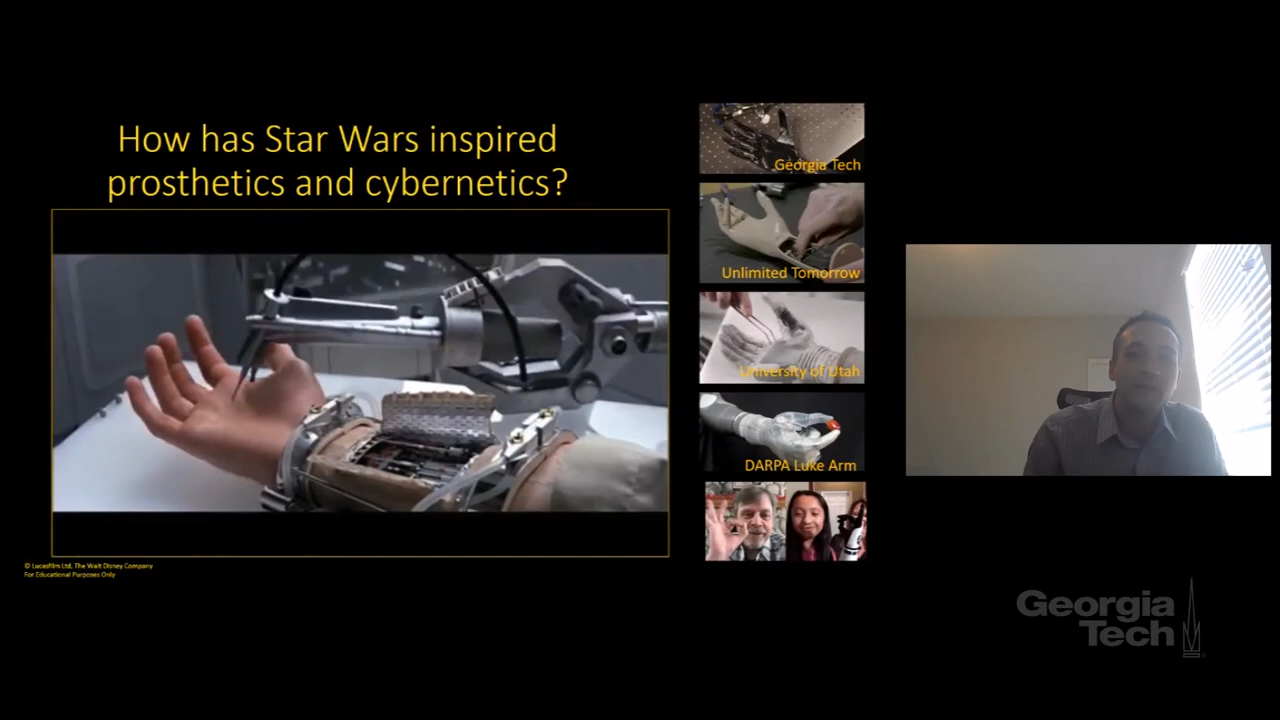 How has Star Wars inspired
prosthetics and cybernetics?
Georgia Tech
Unlimited Tomorrow
University of Utah
DARPA Luke Arm
© Lucasfilm Ltd, The Walt Disney Company
For Educational Purposes Only
Georgia
Tech